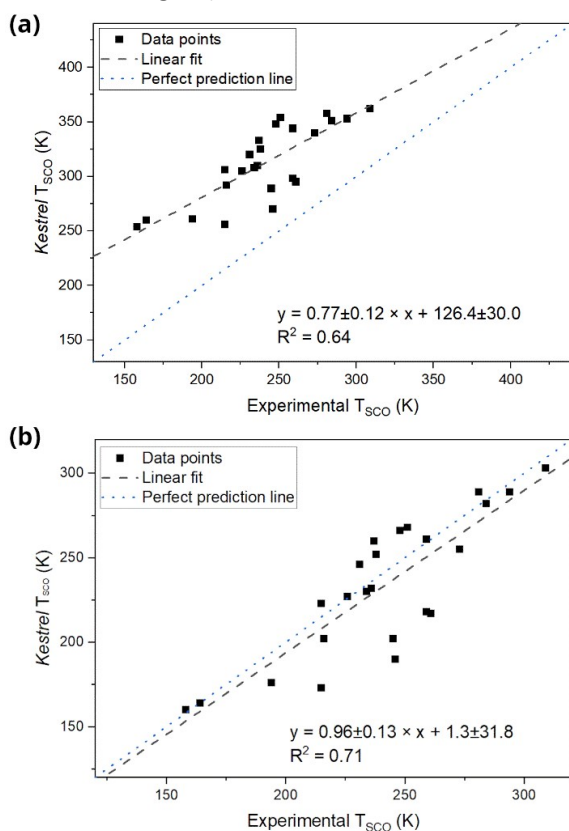 (a)
Data points
Linear fit
Perfect prediction line
400
350
300
250
200
150
Kestrel T_SCO (K)
y = 0.77±0.12 × x + 126.4±30.0
R² = 0.64
150 200 250 300 350 400
Experimental T_SCO (K)
(b)
Data points
Linear fit
Perfect prediction line
300
250
200
150
Kestrel T_SCO (K)
y = 0.96±0.13 × x + 1.3±31.8
R² = 0.71
150 200 250 300
Experimental T_SCO (K)